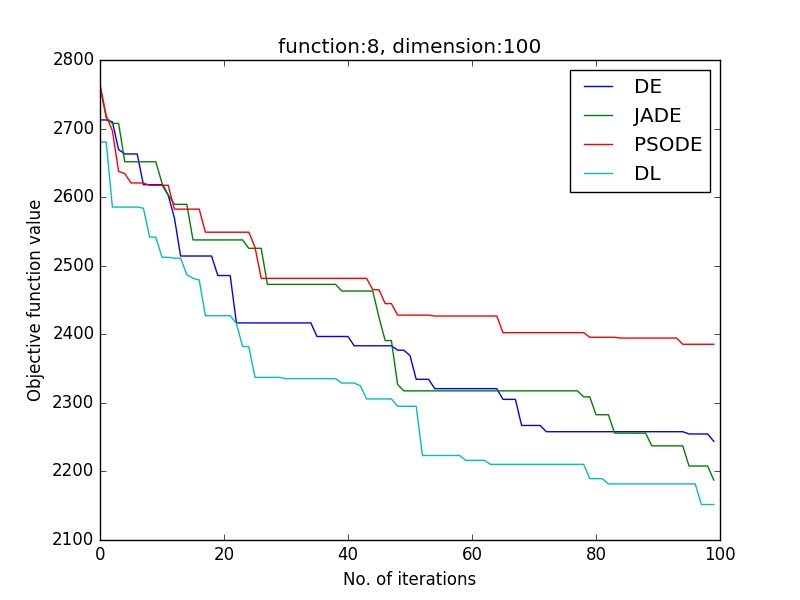 function:8, dimension:100
2800
2700
2600
2500
2400
2300
2200
2100
Objective function value
DE
JADE
PSODE
DL
0 20 40 60 80 100
No. of iterations